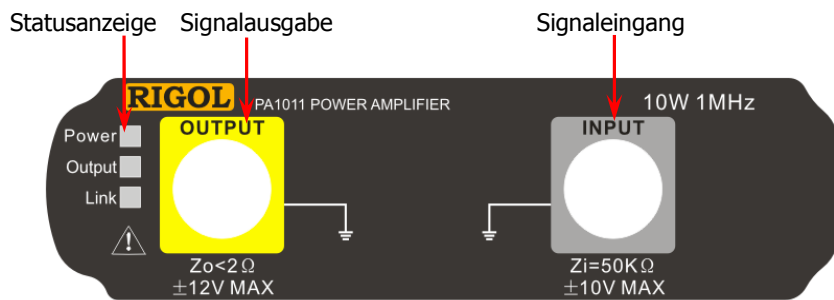 Statusanzeige
Signalausgabe
Signaleingang
RIGOL PA1011 POWER AMPLIFIER
10W 1MHz
OUTPUT
INPUT
Power
Output
Link
Zo<2Ω
±12V MAX
Zi=50KΩ
±10V MAX